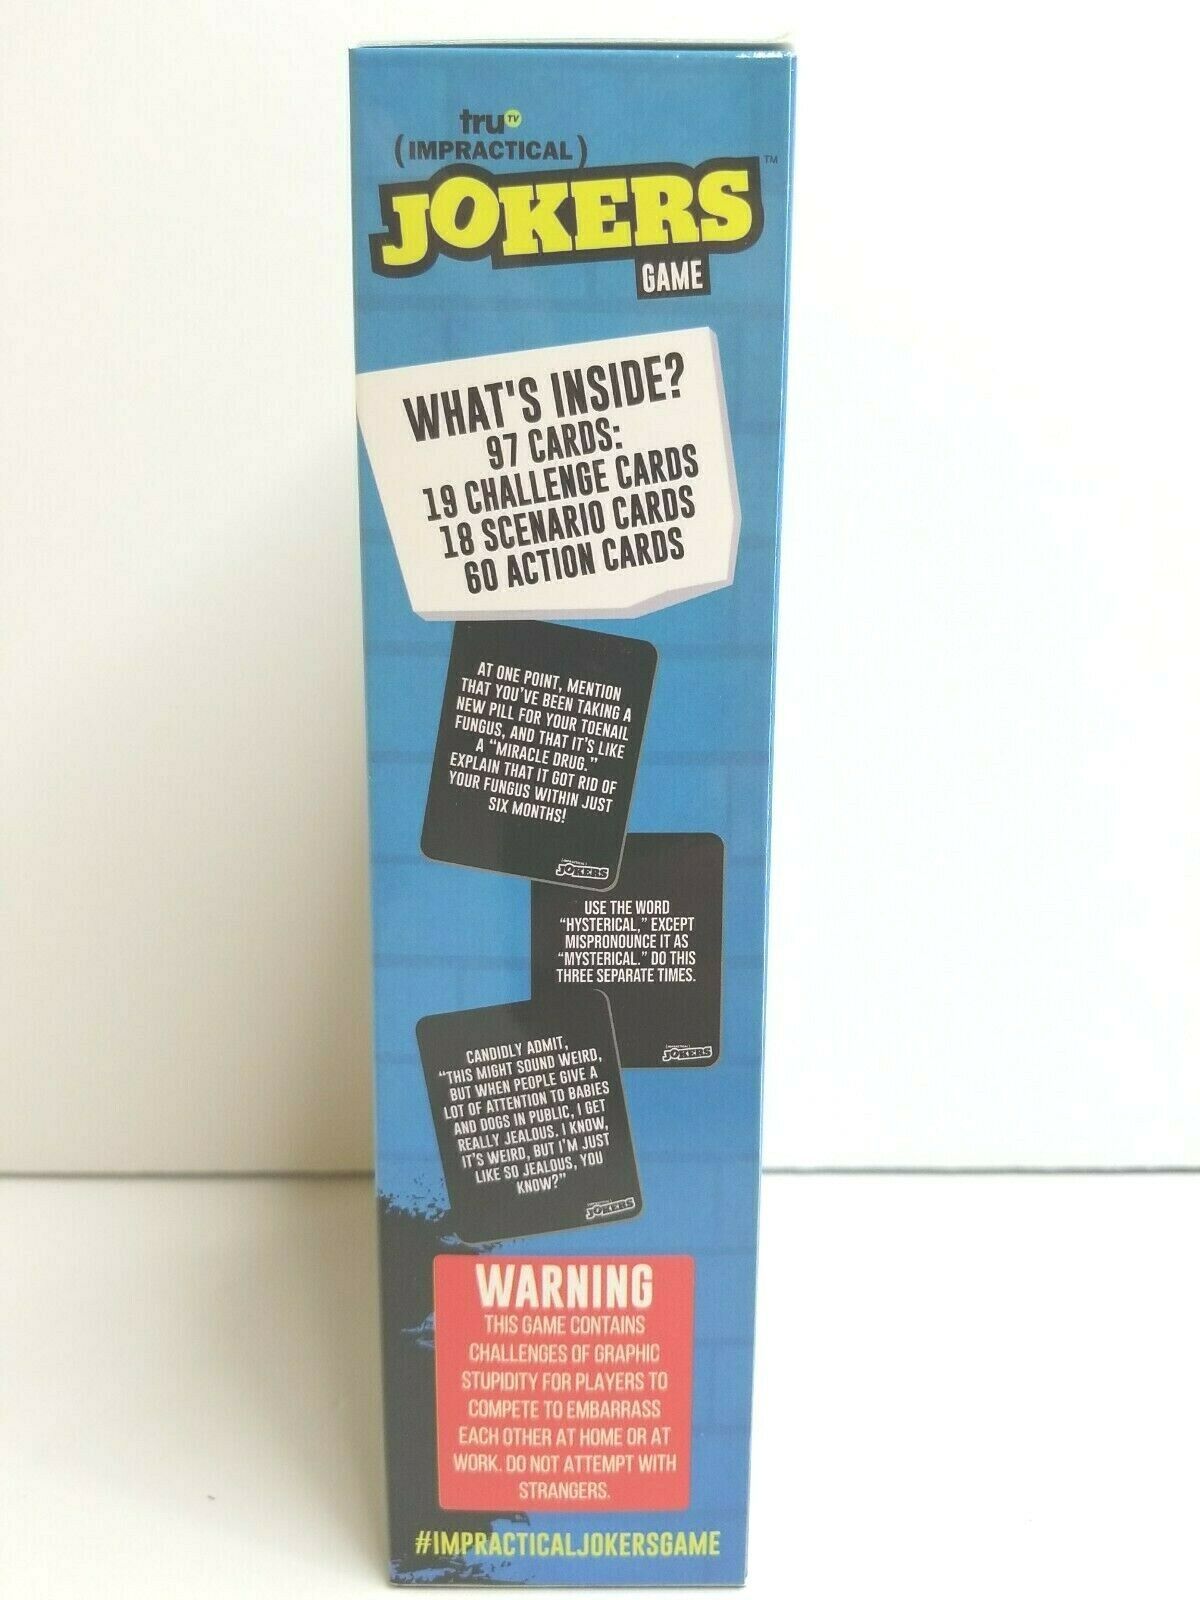 truTV
(IMPRACTICAL)
JOKERS™
GAME
WHAT'S INSIDE?
97 CARDS:
19 CHALLENGE CARDS
18 SCENARIO CARDS
60 ACTION CARDS
AT ONE POINT, MENTION
THAT YOU'VE BEEN TAKING A
NEW PILL FOR YOUR TOENAIL
FUNGUS, AND THAT IT'S LIKE
A "MIRACLE DRUG."
EXPLAIN THAT IT GOT RID OF
YOUR FUNGUS WITHIN JUST
SIX MONTHS!
(IMPRACTICAL)
JOKERS
USE THE WORD
"HYSTERICAL," EXCEPT
MISPRONOUNCE IT AS
"MYSTERICAL." DO THIS
THREE SEPARATE TIMES.
(IMPRACTICAL)
JOKERS
CANDIDLY ADMIT,
"THIS MIGHT SOUND WEIRD,
BUT WHEN PEOPLE GIVE A
LOT OF ATTENTION TO BABIES
AND DOGS IN PUBLIC, I GET
REALLY JEALOUS. I KNOW,
IT'S WEIRD, BUT I'M JUST
LIKE SO JEALOUS, YOU
KNOW?"
(IMPRACTICAL)
JOKERS
WARNING
THIS GAME CONTAINS
CHALLENGES OF GRAPHIC
STUPIDITY FOR PLAYERS TO
COMPETE TO EMBARRASS
EACH OTHER AT HOME OR AT
WORK. DO NOT ATTEMPT WITH
STRANGERS.
#IMPRACTICALJOKERSGAME